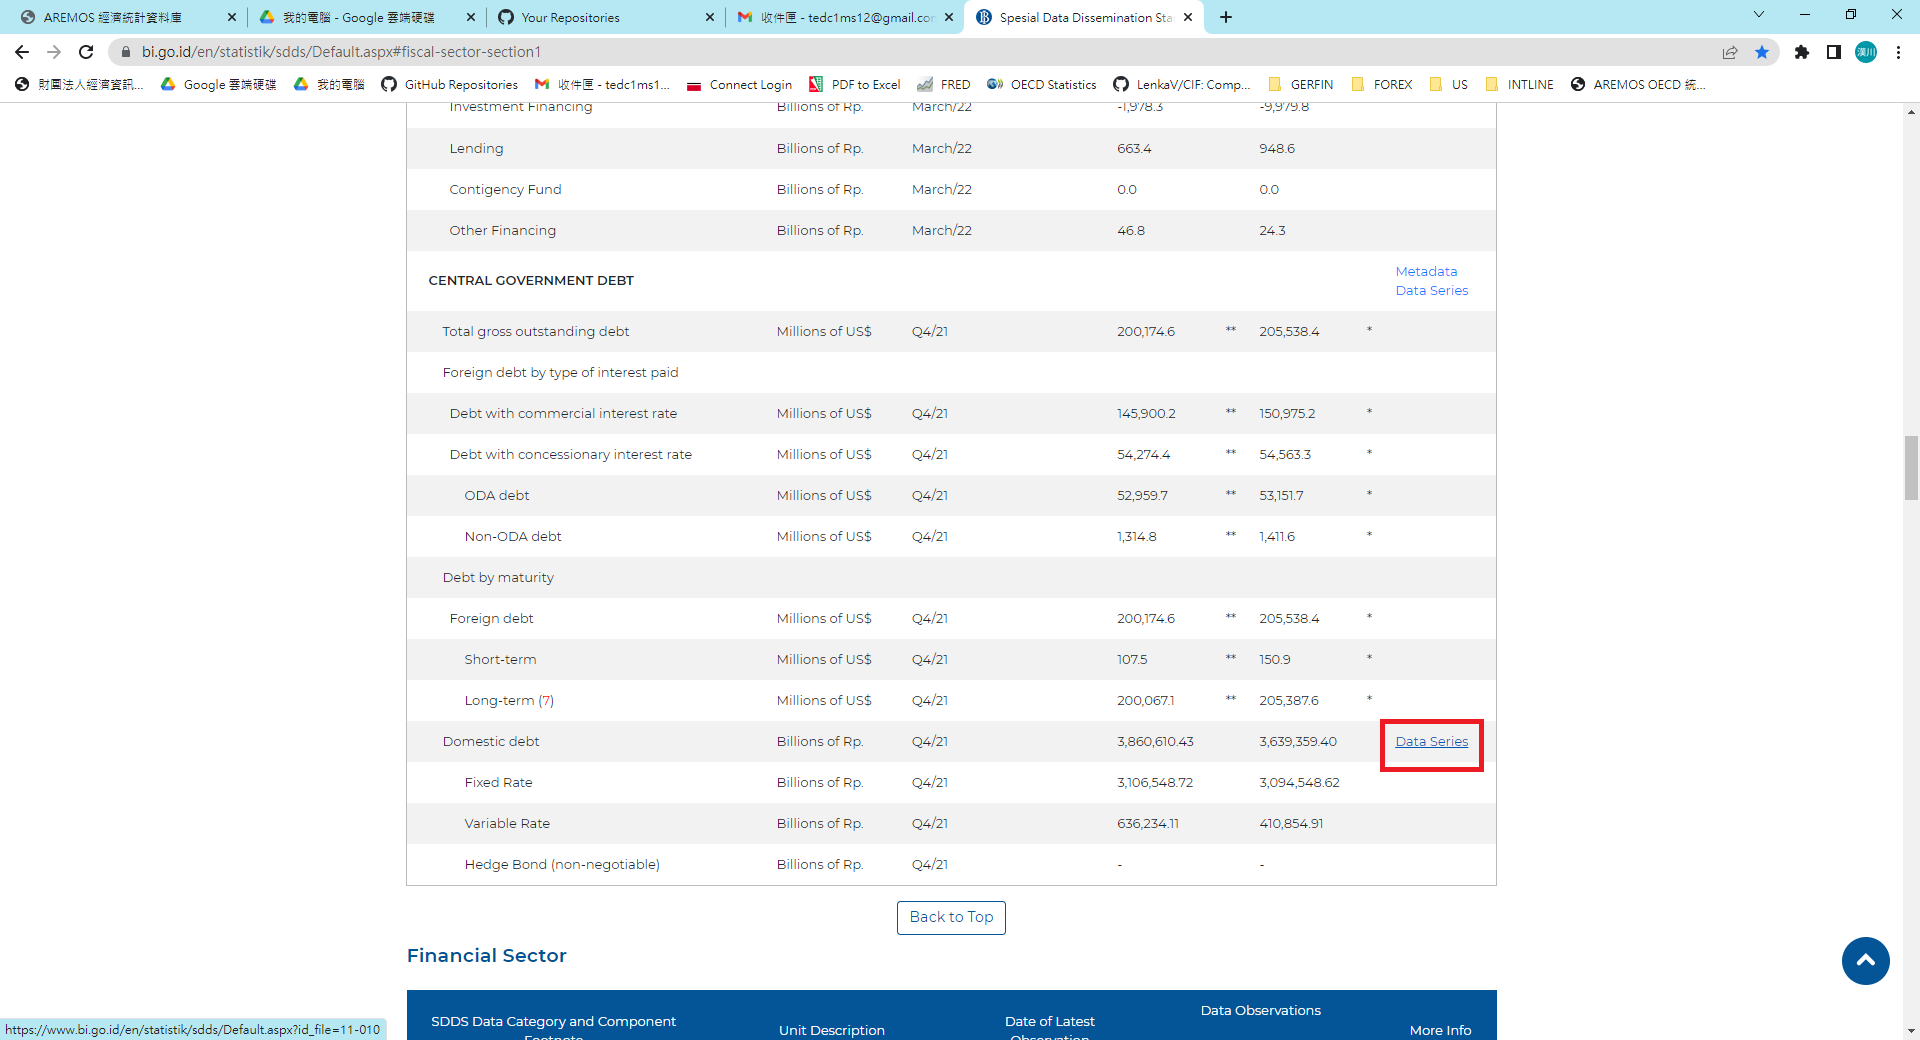 AREMOS 經濟統計資料庫
我的電腦 - Google 雲端硬碟
Your Repositories
收件匣 - tedc1ms12@gmail.cor
Spesial Data Dissemination Sta
bi.go.id/en/statistik/sdds/Default.aspx#fiscal-sector-section1
漢川
財團法人經濟資訊...
Google 雲端硬碟
我的電腦
GitHub Repositories
收件匣 - tedc1ms1...
Connect Login
PDF to Excel
FRED
OECD Statistics
LenkaV/CIF: Comp...
GERFIN
FOREX
US
INTLINE
AREMOS OECD 統...
Investment Financing Billions of Rp. March/22 -1,978.3 -9,979.8
Lending Billions of Rp. March/22 663.4 948.6
Contigency Fund Billions of Rp. March/22 0.0 0.0
Other Financing Billions of Rp. March/22 46.8 24.3
CENTRAL GOVERNMENT DEBT
Metadata
Data Series
Total gross outstanding debt Millions of US$ Q4/21 200,174.6 ** 205,538.4 *
Foreign debt by type of interest paid
Debt with commercial interest rate Millions of US$ Q4/21 145,900.2 ** 150,975.2 *
Debt with concessionary interest rate Millions of US$ Q4/21 54,274.4 ** 54,563.3 *
ODA debt Millions of US$ Q4/21 52,959.7 ** 53,151.7 *
Non-ODA debt Millions of US$ Q4/21 1,314.8 ** 1,411.6 *
Debt by maturity
Foreign debt Millions of US$ Q4/21 200,174.6 ** 205,538.4 *
Short-term Millions of US$ Q4/21 107.5 ** 150.9 *
Long-term (7) Millions of US$ Q4/21 200,067.1 ** 205,387.6 *
Domestic debt Billions of Rp. Q4/21 3,860,610.43 3,639,359.40 Data Series
Fixed Rate Billions of Rp. Q4/21 3,106,548.72 3,094,548.62
Variable Rate Billions of Rp. Q4/21 636,234.11 410,854.91
Hedge Bond (non-negotiable) Billions of Rp. Q4/21 - -
Back to Top
Financial Sector
SDDS Data Category and Component
Footnote
Unit Description
Date of Latest
Observation
Data Observations
More Info
https://www.bi.go.id/en/statistik/sdds/Default.aspx?id_file=11-010